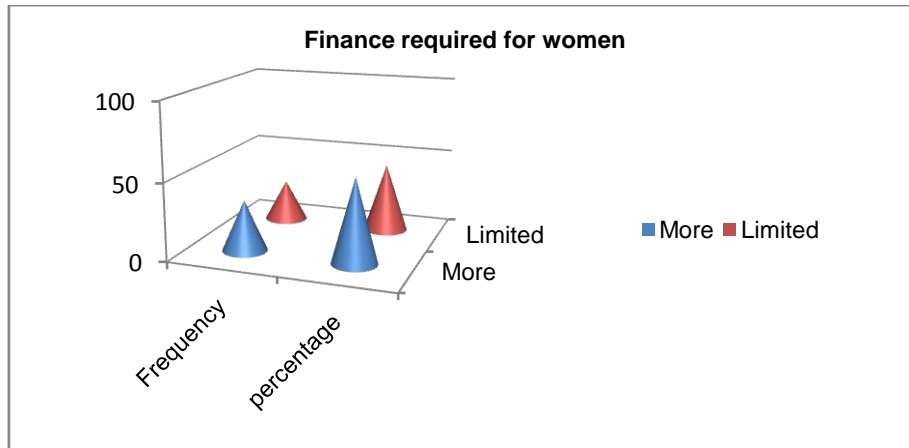 Finance required for women
100
50
0
Limited
More
Frequency
percentage
More Limited